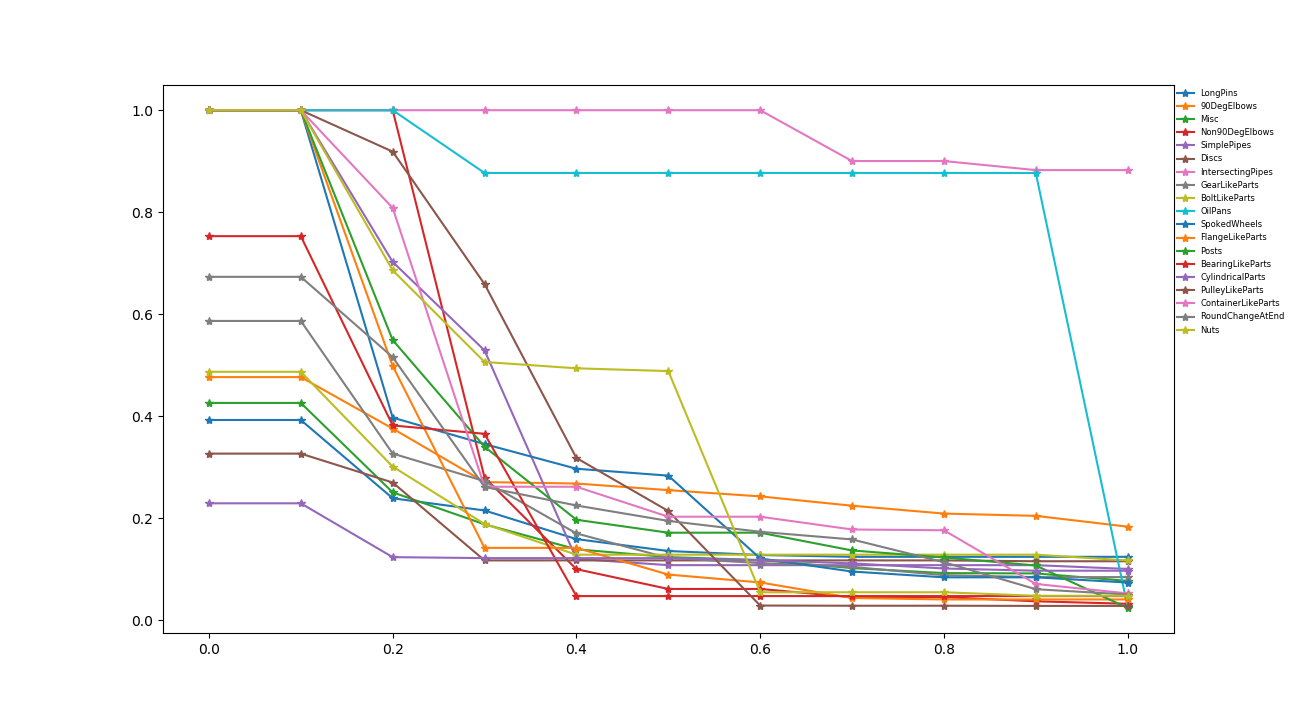 1.0
0.8
0.6
0.4
0.2
0.0
0.0 0.2 0.4 0.6 0.8 1.0
LongPins
90DegElbows
Misc
Non90DegElbows
SimplePipes
Discs
IntersectingPipes
GearLikeParts
BoltLikeParts
OilPans
SpokedWheels
FlangeLikeParts
Posts
BearingLikeParts
CylindricalParts
PulleyLikeParts
ContainerLikeParts
RoundChangeAtEnd
Nuts